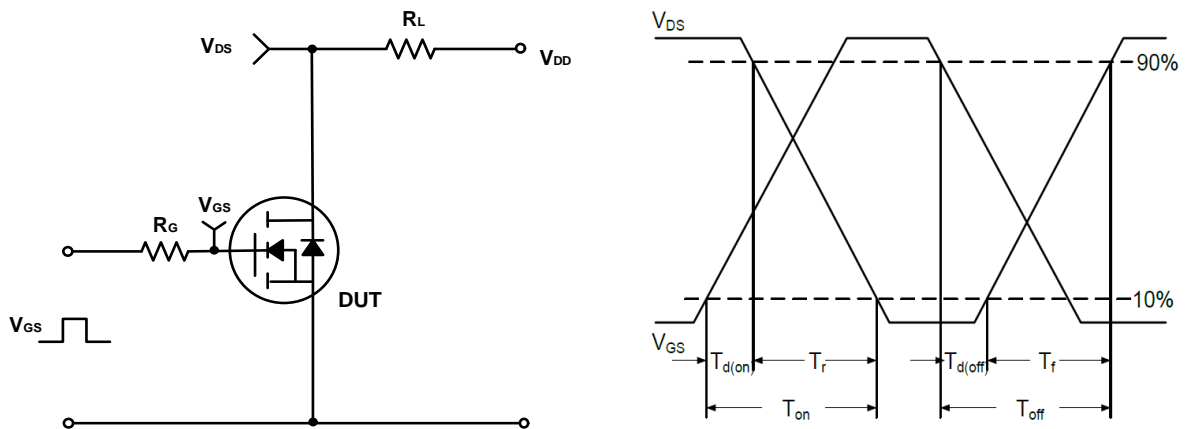 RL
VDS
VDD
VGS
RG
DUT
VGS
VDS
90%
10%
VGS
Td(on)
Tr
Td(off)
Tf
Ton
Toff